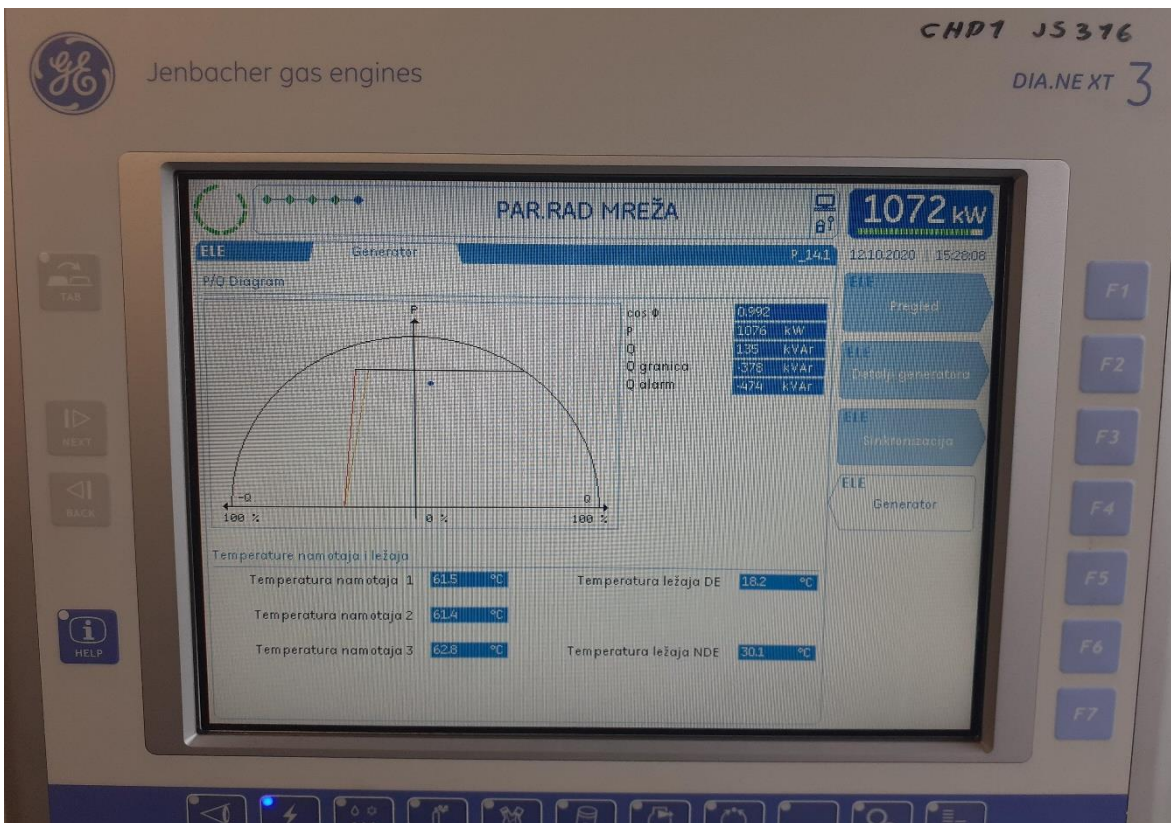 CHP1 JS316
GE
Jenbacher gas engines
DIA.NE XT 3
PAR.RAD MREŽA
1072 kW
ELE
Generator
P_14.1
12.10.2020 15:28:08
P/Q Diagram
P
-Q
Q
100 %
0 %
100 %
cos Φ 0.992
P 1076 kW
Q 135 kVAr
Q granica -378 kVAr
Q alarm -474 kVAr
ELE
Pregled
ELE
Detalji generatora
ELE
Sinkronizacija
ELE
Generator
Temperature namotaja i ležaja
Temperatura namotaja 1 61.5 °C
Temperatura ležaja DE 18.2 °C
Temperatura namotaja 2 61.4 °C
Temperatura namotaja 3 62.8 °C
Temperatura ležaja NDE 30.1 °C
TAB
NEXT
BACK
HELP
F1
F2
F3
F4
F5
F6
F7